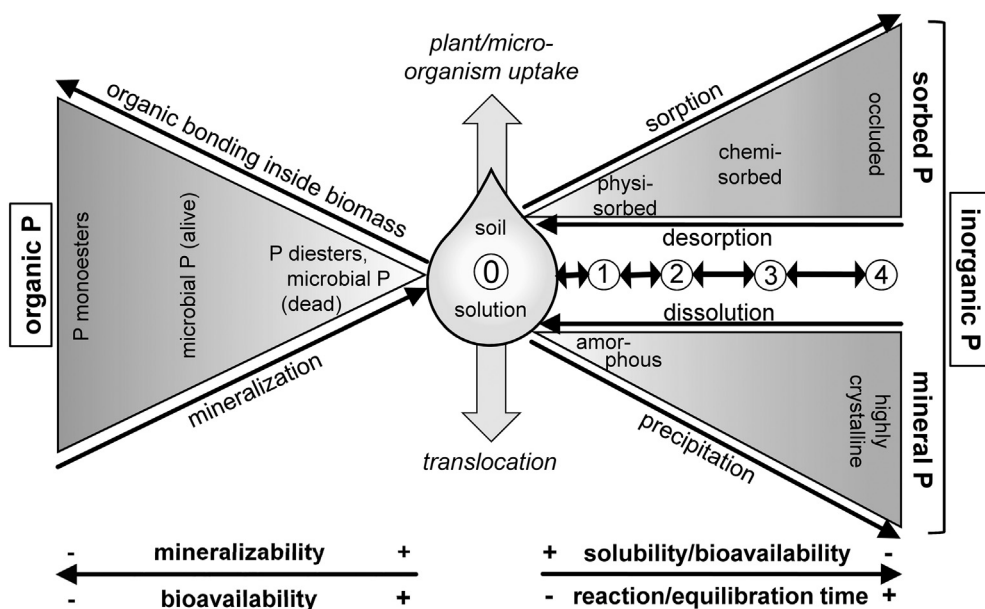 plant/micro-
organism uptake
organic P
organic bonding inside biomass
P monoesters
microbial P (alive)
P diesters,
microbial P
(dead)
mineralization
soil
0
solution
translocation
sorption
physi-
sorbed
chemi-
sorbed
occluded
desorption
1 2 3 4
dissolution
amor-
phous
highly
crystalline
precipitation
sorbed P
mineral P
inorganic P
- mineralizability +
- bioavailability +
+ solubility/bioavailability -
- reaction/equilibration time +